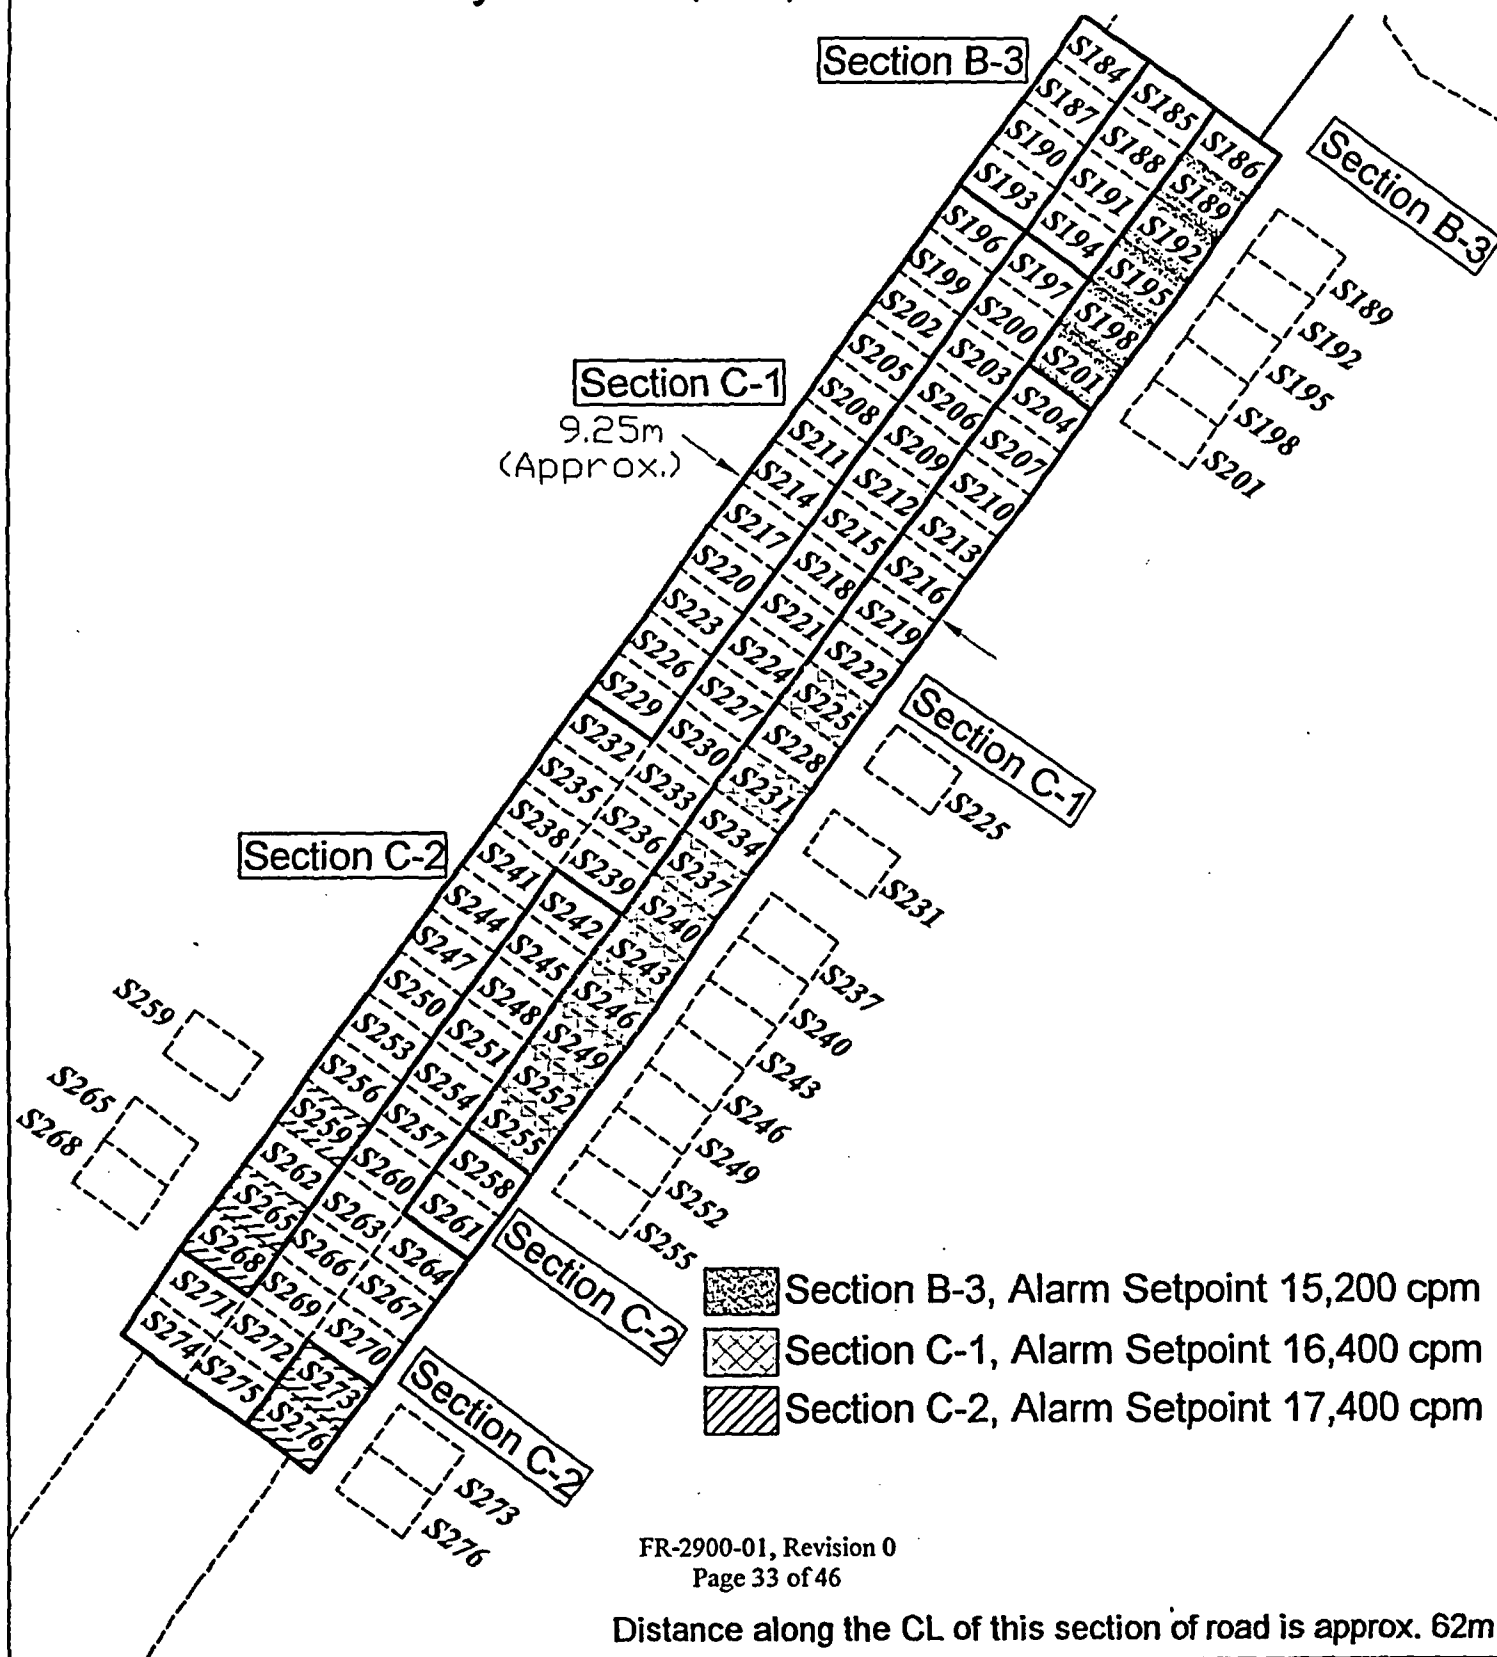 Section B-3
S184
S185
S186
S187
S188
S189
S190
S191
S192
S193
S194
S195
S196
S197
S198
S199
S200
S201
S202
S203
S204
S205
S206
S207
S208
S209
S210
S211
S212
S213
S214
S215
S216
S217
S218
S219
S220
S221
S222
S223
S224
S225
S226
S227
S228
S229
S230
S231
S232
S233
S234
S235
S236
S237
S238
S239
S240
S241
S242
S243
S244
S245
S246
S247
S248
S249
S250
S251
S252
S253
S254
S255
S256
S257
S258
S259
S260
S261
S262
S263
S264
S265
S266
S267
S268
S269
S270
S271
S272
S273
S274
S275
S276
Section B-3
S189
S192
S195
S198
S201
Section C-1
9.25m
(Approx.)
Section C-1
S225
S231
S237
S240
S243
S246
S249
S252
S255
Section C-2
S259
S265
S268
Section C-2
Section C-2
S273
S276
Section B-3, Alarm Setpoint 15,200 cpm
Section C-1, Alarm Setpoint 16,400 cpm
Section C-2, Alarm Setpoint 17,400 cpm
FR-2900-01, Revision 0
Page 33 of 46
Distance along the CL of this section of road is approx. 62m